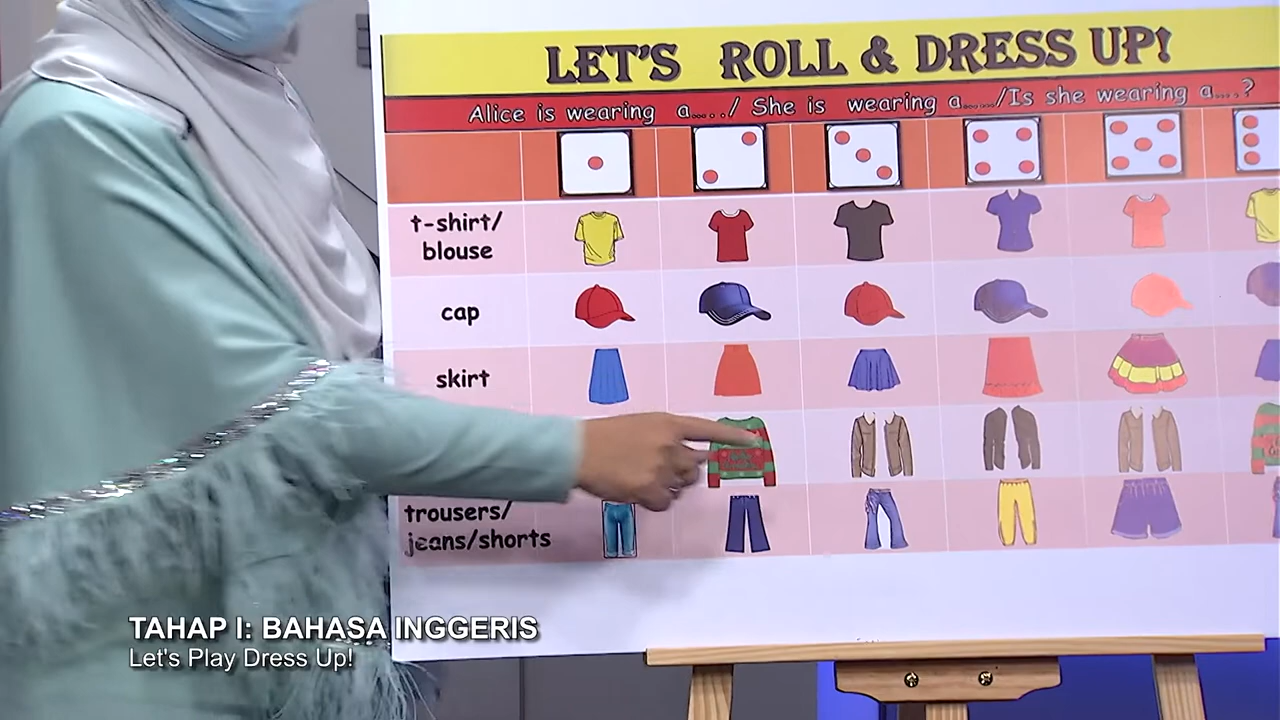 LET'S ROLL & DRESS UP!
Alice is wearing a..../ She is wearing a...../Is she wearing a....?
t-shirt/
blouse
cap
skirt
trousers/
jeans/shorts
TAHAP I: BAHASA INGGERIS
Let's Play Dress Up!